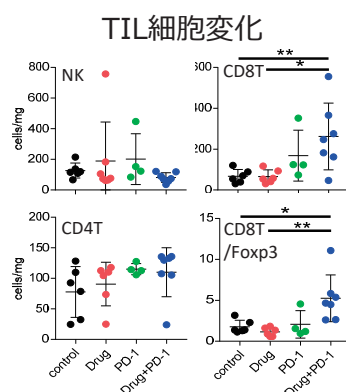 TIL細胞変化
NK
cells/mg
800
600
400
200
0
CD8T
**
*
600
400
200
0
CD4T
cells/mg
200
150
100
50
0
control
Drug
PD-1
Drug+PD-1
CD8T
/Foxp3
*
**
15
10
5
0
control
Drug
PD-1
Drug+PD-1